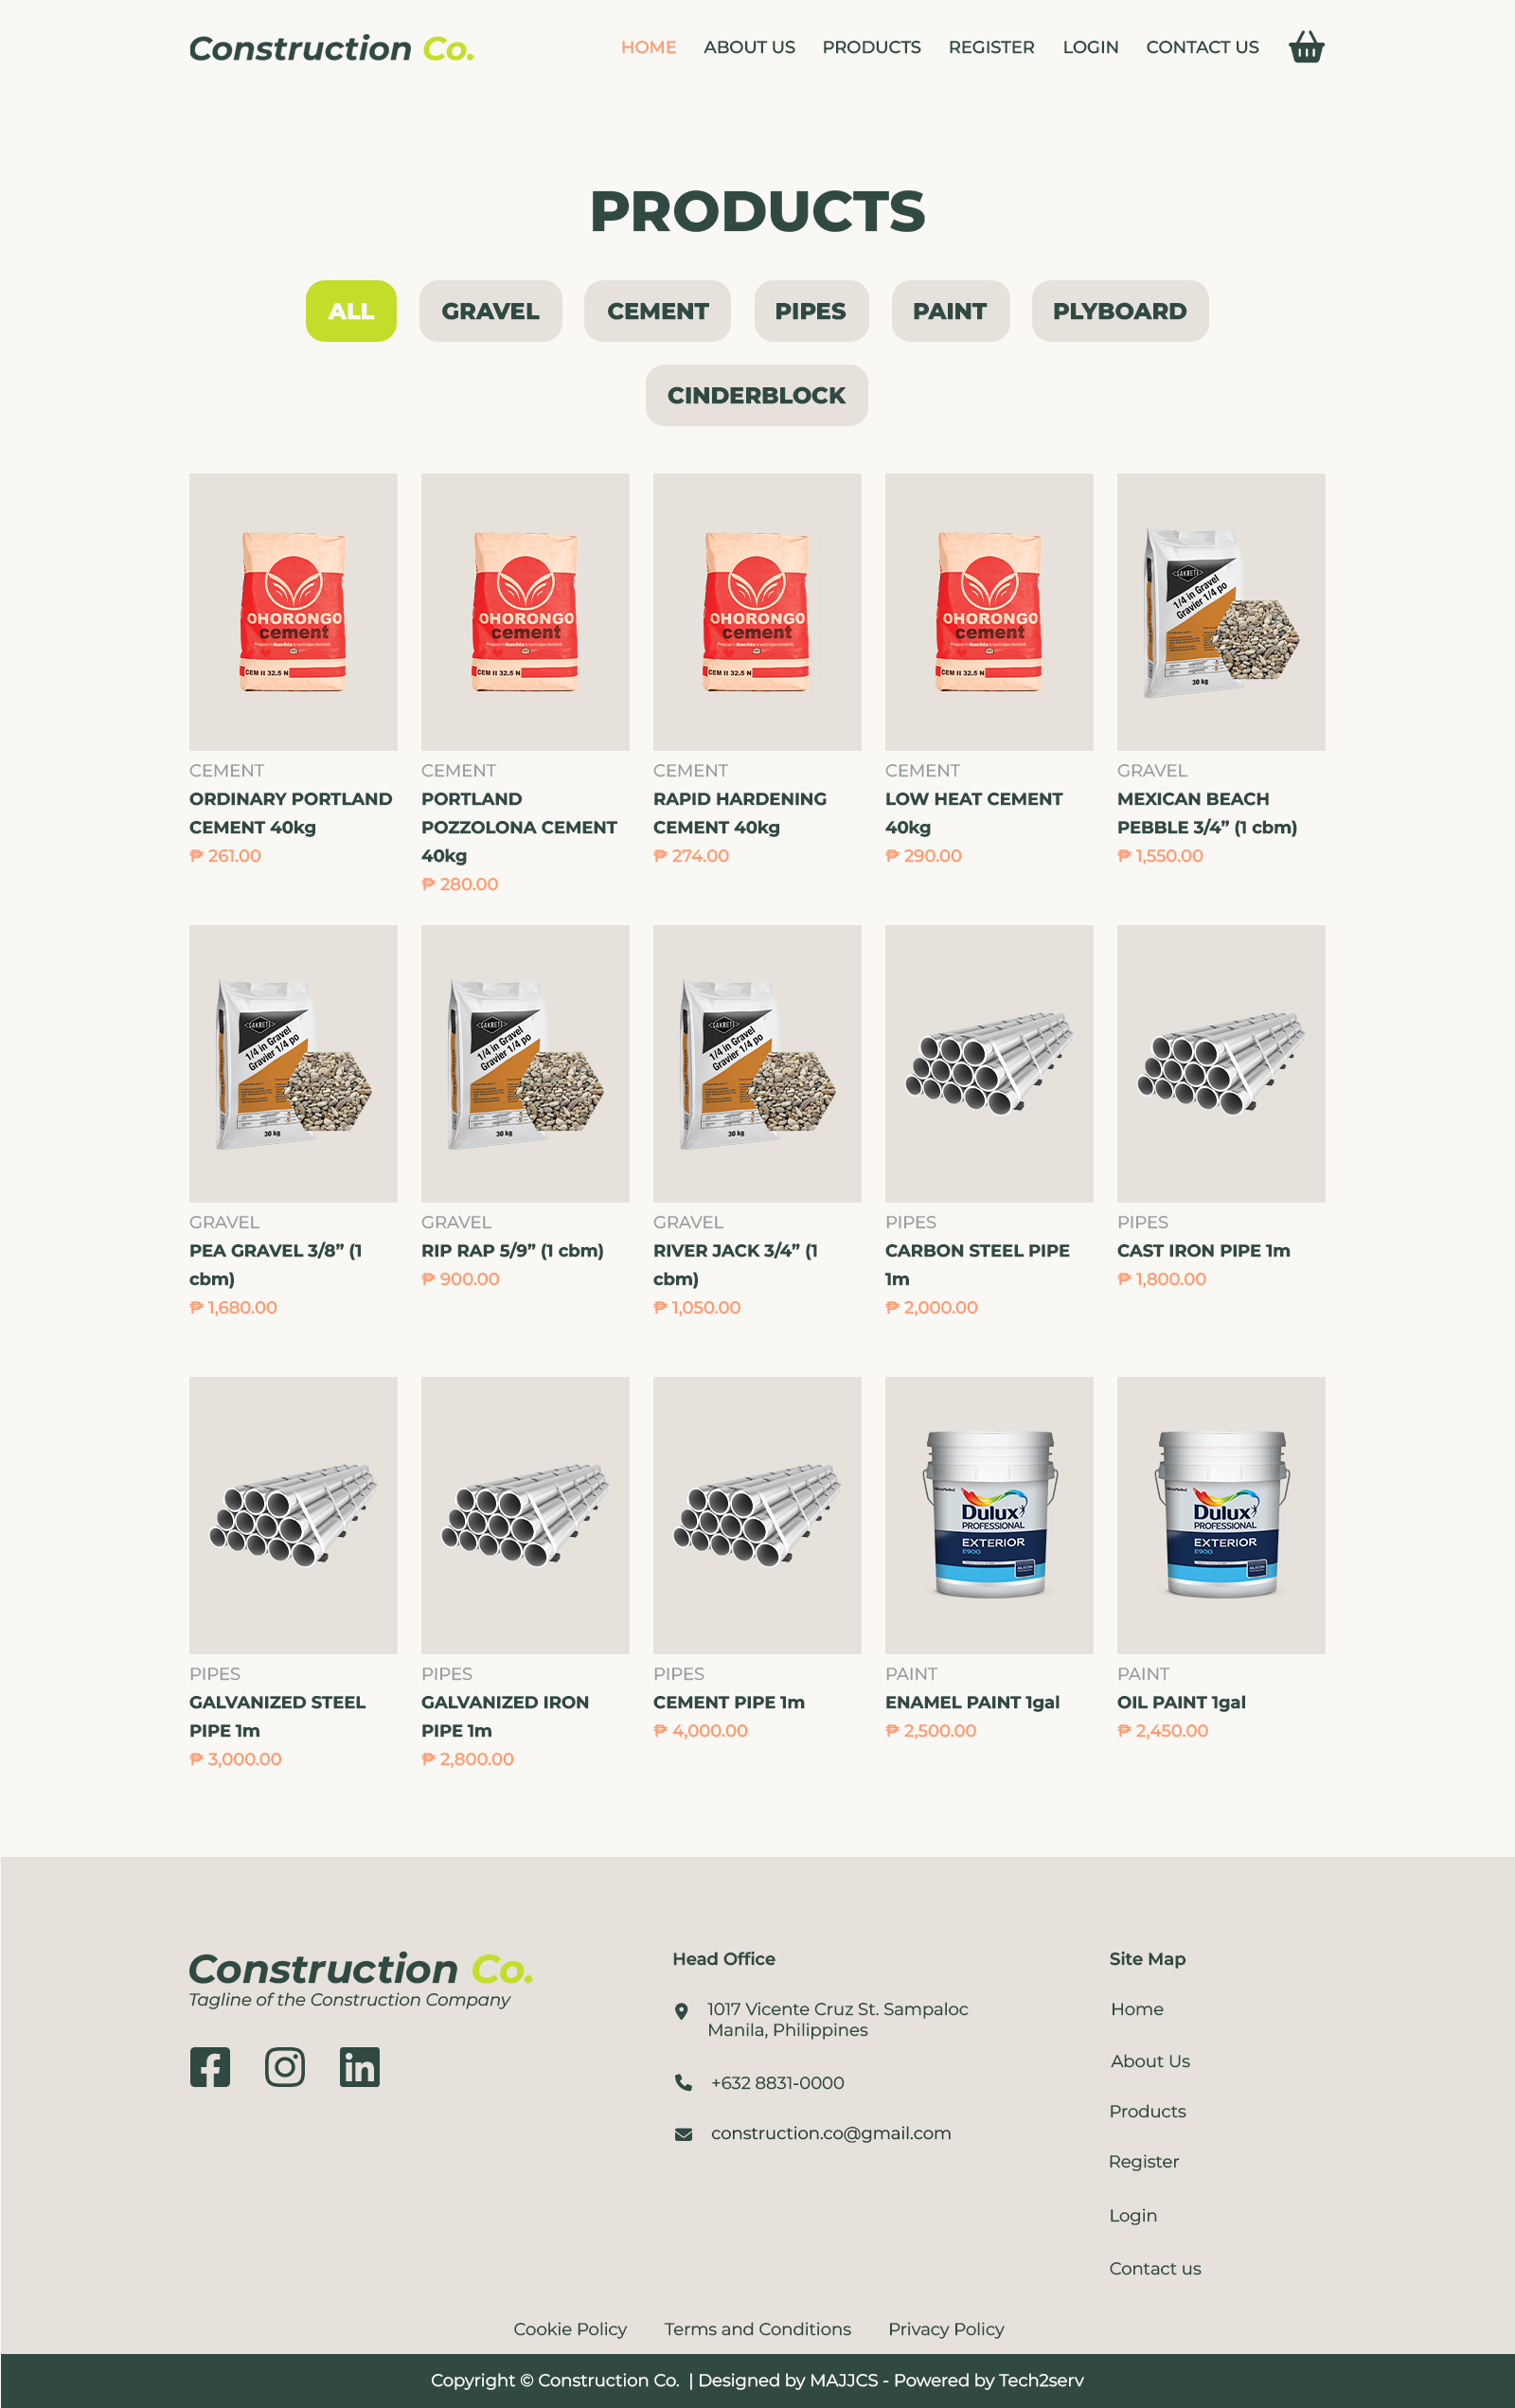 Construction Co.
HOME ABOUT US PRODUCTS REGISTER LOGIN CONTACT US
PRODUCTS
ALL GRAVEL CEMENT PIPES PAINT PLYBOARD
CINDERBLOCK
OHORONGO
cement
CEM II 32.5 N
OHORONGO
cement
CEM II 32.5 N
OHORONGO
cement
CEM II 32.5 N
OHORONGO
cement
CEM II 32.5 N
SAKRETE
1/4 in Gravel
Gravier 1/4 po
30 kg
CEMENT
ORDINARY PORTLAND
CEMENT 40kg
₱ 261.00
CEMENT
PORTLAND
POZZOLONA CEMENT
40kg
₱ 280.00
CEMENT
RAPID HARDENING
CEMENT 40kg
₱ 274.00
CEMENT
LOW HEAT CEMENT
40kg
₱ 290.00
GRAVEL
MEXICAN BEACH
PEBBLE 3/4” (1 cbm)
₱ 1,550.00
SAKRETE
1/4 in Gravel
Gravier 1/4 po
30 kg
SAKRETE
1/4 in Gravel
Gravier 1/4 po
30 kg
SAKRETE
1/4 in Gravel
Gravier 1/4 po
30 kg
GRAVEL
PEA GRAVEL 3/8” (1
cbm)
₱ 1,680.00
GRAVEL
RIP RAP 5/9” (1 cbm)
₱ 900.00
GRAVEL
RIVER JACK 3/4” (1
cbm)
₱ 1,050.00
PIPES
CARBON STEEL PIPE
1m
₱ 2,000.00
PIPES
CAST IRON PIPE 1m
₱ 1,800.00
Dulux
PROFESSIONAL
EXTERIOR
E900
Dulux
PROFESSIONAL
EXTERIOR
E900
PIPES
GALVANIZED STEEL
PIPE 1m
₱ 3,000.00
PIPES
GALVANIZED IRON
PIPE 1m
₱ 2,800.00
PIPES
CEMENT PIPE 1m
₱ 4,000.00
PAINT
ENAMEL PAINT 1gal
₱ 2,500.00
PAINT
OIL PAINT 1gal
₱ 2,450.00
Construction Co.
Tagline of the Construction Company
Head Office
1017 Vicente Cruz St. Sampaloc
Manila, Philippines
+632 8831-0000
construction.co@gmail.com
Site Map
Home
About Us
Products
Register
Login
Contact us
Cookie Policy Terms and Conditions Privacy Policy
Copyright © Construction Co. | Designed by MAJJCS - Powered by Tech2serv